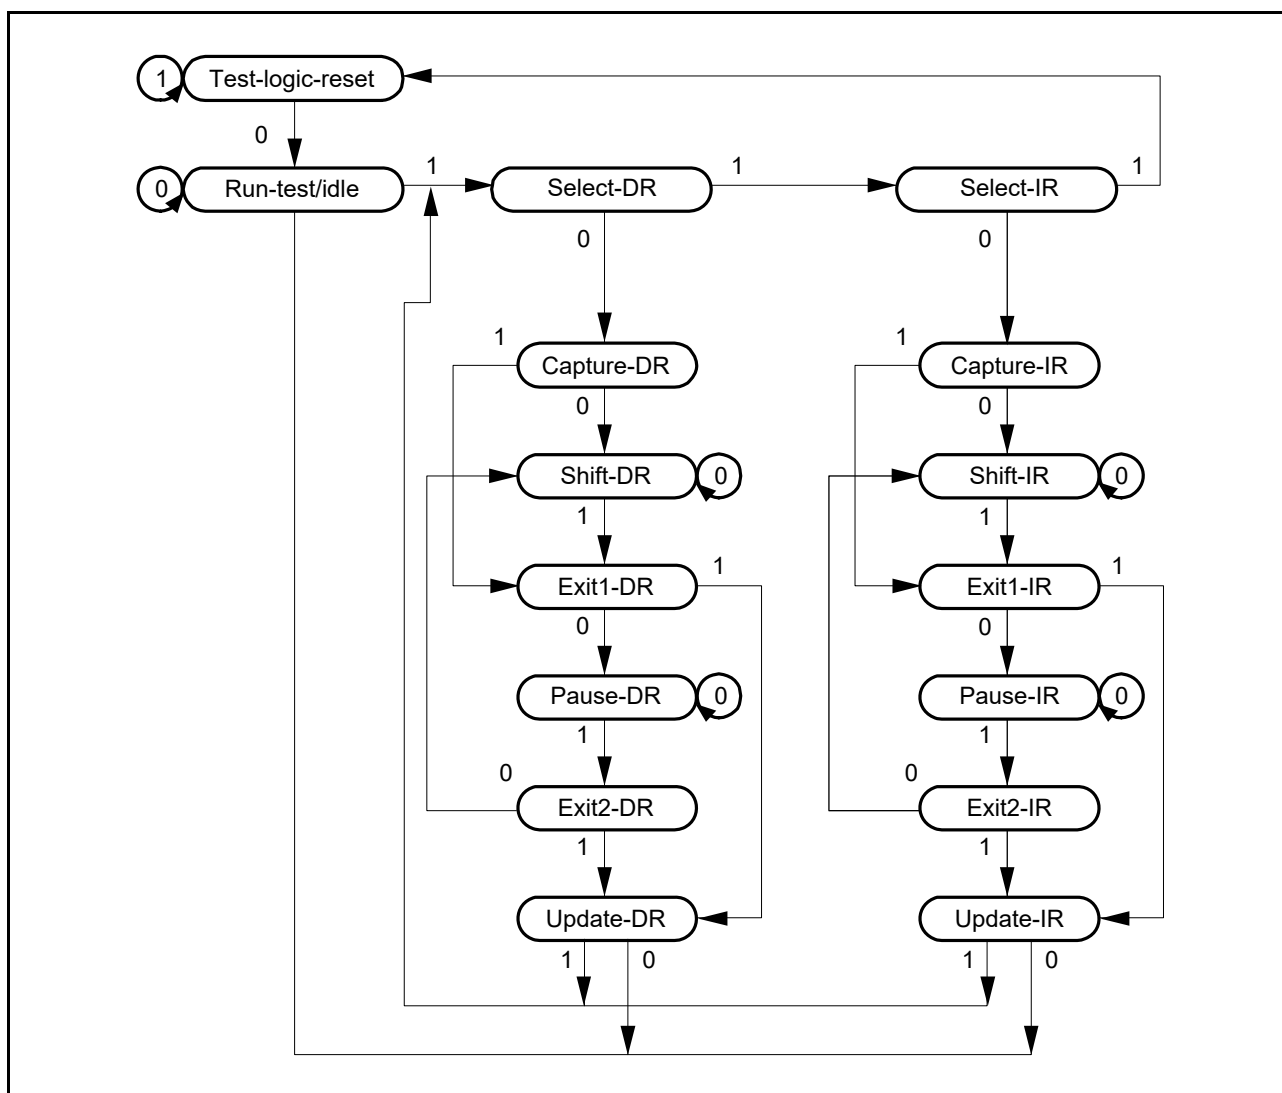 1 Test-logic-reset
0
0 Run-test/idle 1 Select-DR 1 Select-IR 1
0 0
1 1
Capture-DR Capture-IR
0 0
Shift-DR 0 Shift-IR 0
1 1
Exit1-DR 1 Exit1-IR 1
0 0
Pause-DR 0 Pause-IR 0
1 1
0 0
Exit2-DR Exit2-IR
1 1
Update-DR Update-IR
1 0 1 0